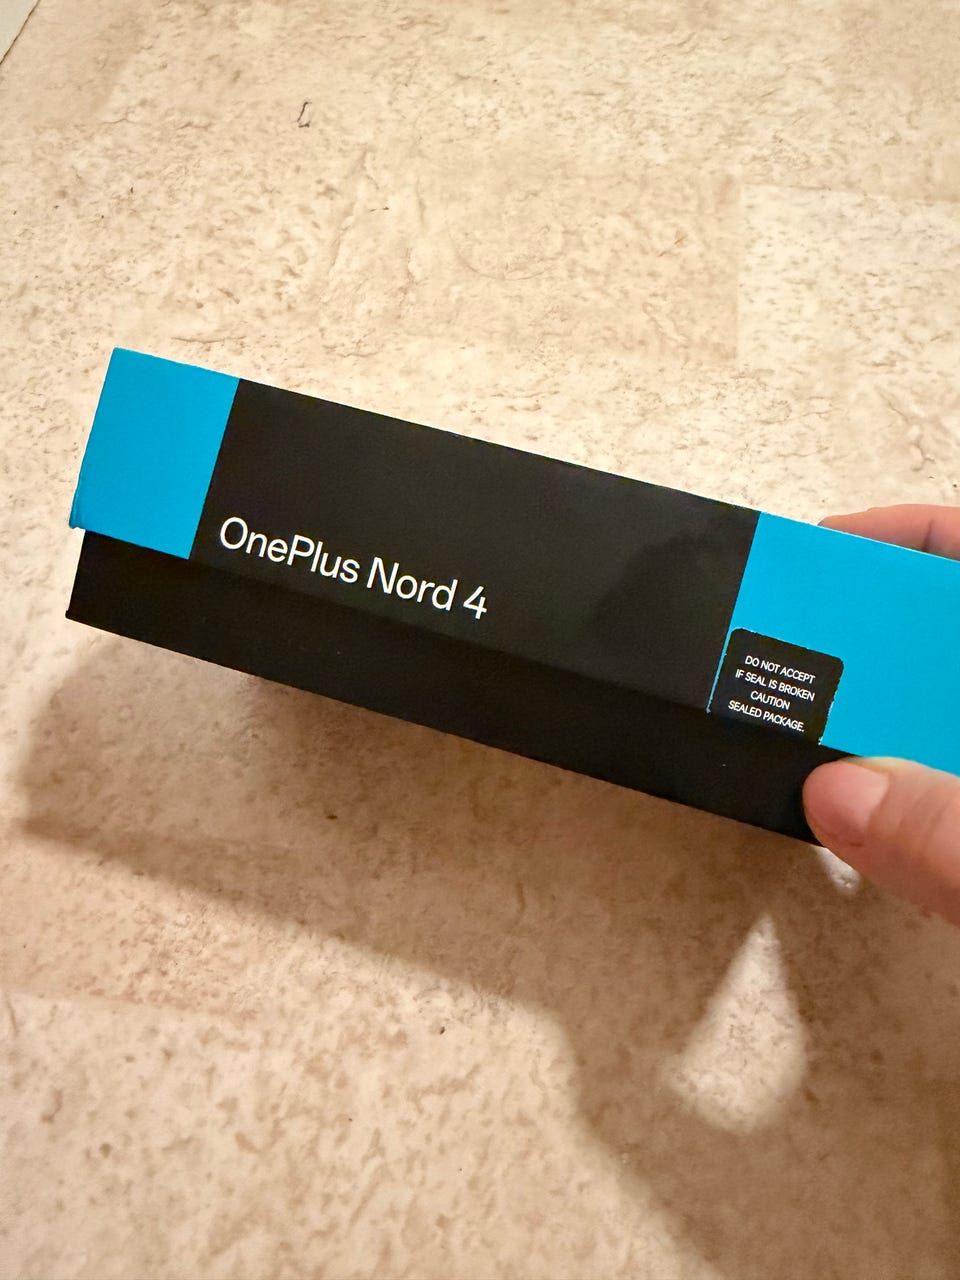 OnePlus Nord 4
DO NOT ACCEPT
IF SEAL IS BROKEN
CAUTION
SEALED PACKAGE.